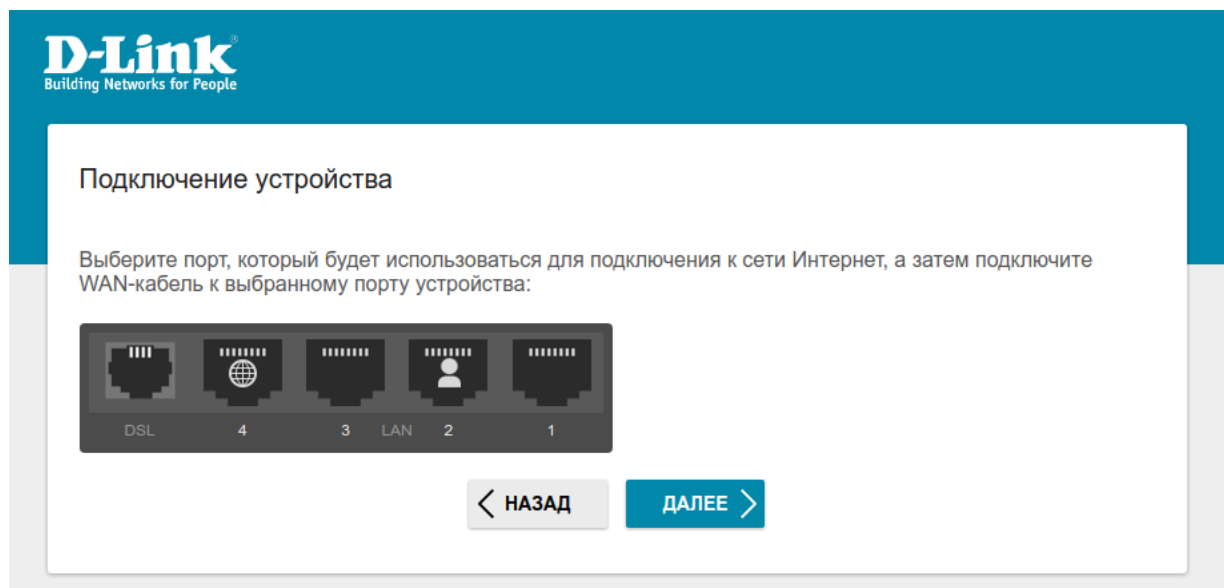 D-Link®
Building Networks for People
Подключение устройства
Выберите порт, который будет использоваться для подключения к сети Интернет, а затем подключите
WAN-кабель к выбранному порту устройства:
DSL 4 3 LAN 2 1
НАЗАД ДАЛЕЕ